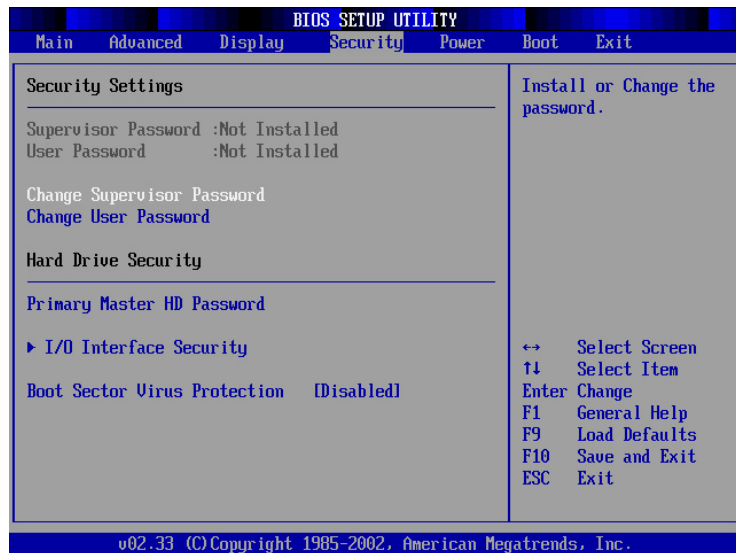 BIOS SETUP UTILITY
Main Advanced Display Security Power Boot Exit
Security Settings
Supervisor Password :Not Installed
User Password :Not Installed
Change Supervisor Password
Change User Password
Hard Drive Security
Primary Master HD Password
▶ I/O Interface Security
Boot Sector Virus Protection [Disabled]
Install or Change the
password.
↔ Select Screen
↑↓ Select Item
Enter Change
F1 General Help
F9 Load Defaults
F10 Save and Exit
ESC Exit
v02.33 (C)Copyright 1985-2002, American Megatrends, Inc.